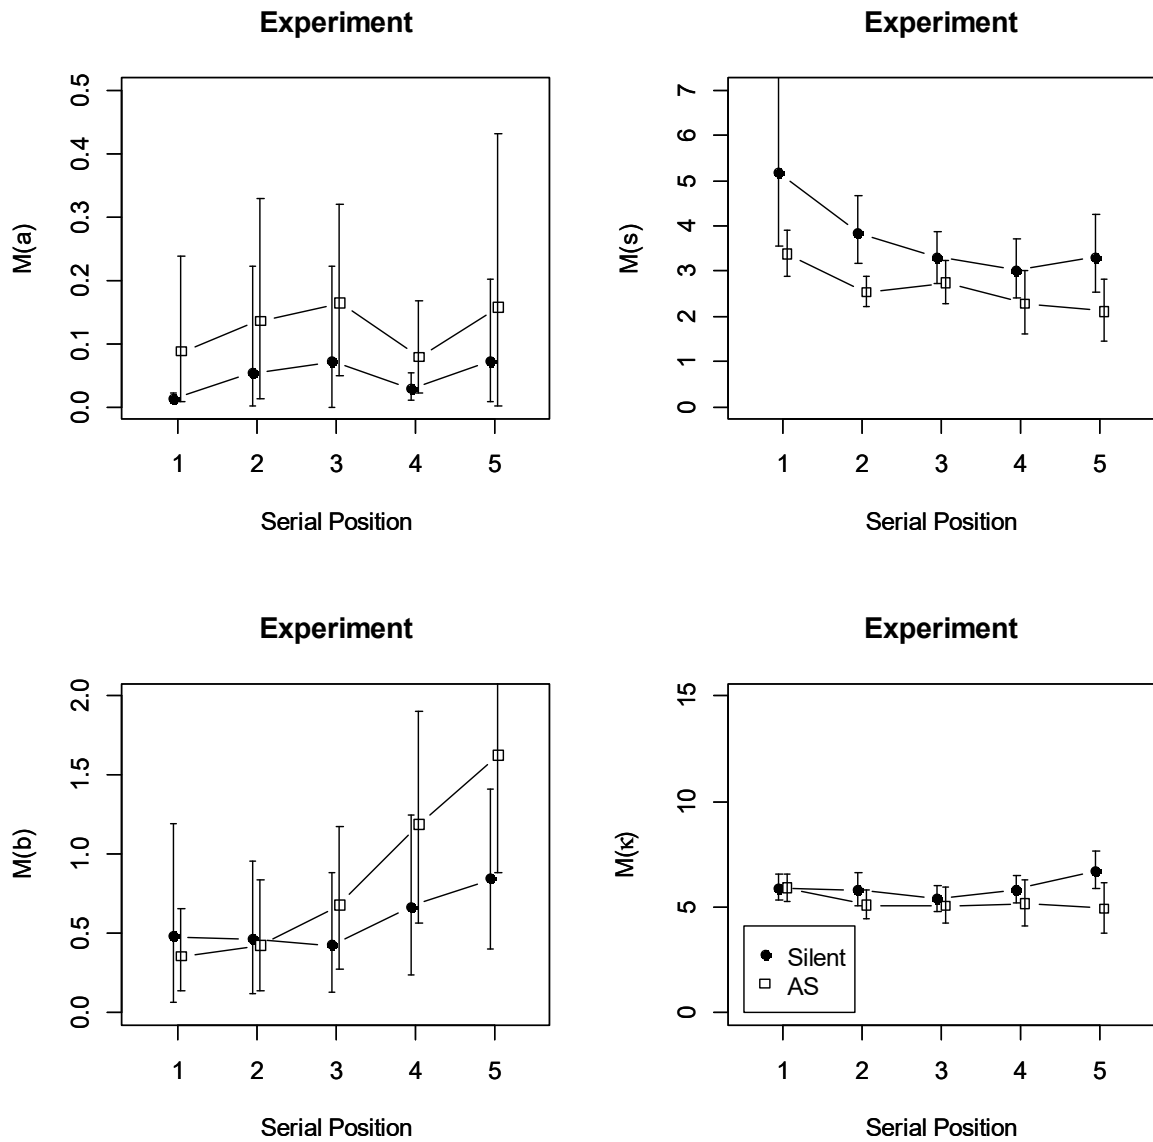 Experiment
M(a)
0.5
0.4
0.3
0.2
0.1
0.0
1 2 3 4 5
Serial Position
Experiment
M(s)
7
6
5
4
3
2
1
0
1 2 3 4 5
Serial Position
Experiment
M(b)
2.0
1.5
1.0
0.5
0.0
1 2 3 4 5
Serial Position
Experiment
M(κ)
15
10
5
0
Silent
AS
1 2 3 4 5
Serial Position